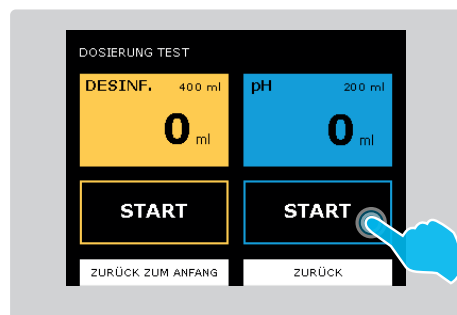 DOSIERUNG TEST
DESINF. 400 ml
0 ml
pH 200 ml
0 ml
START
START
ZURÜCK ZUM ANFANG
ZURÜCK